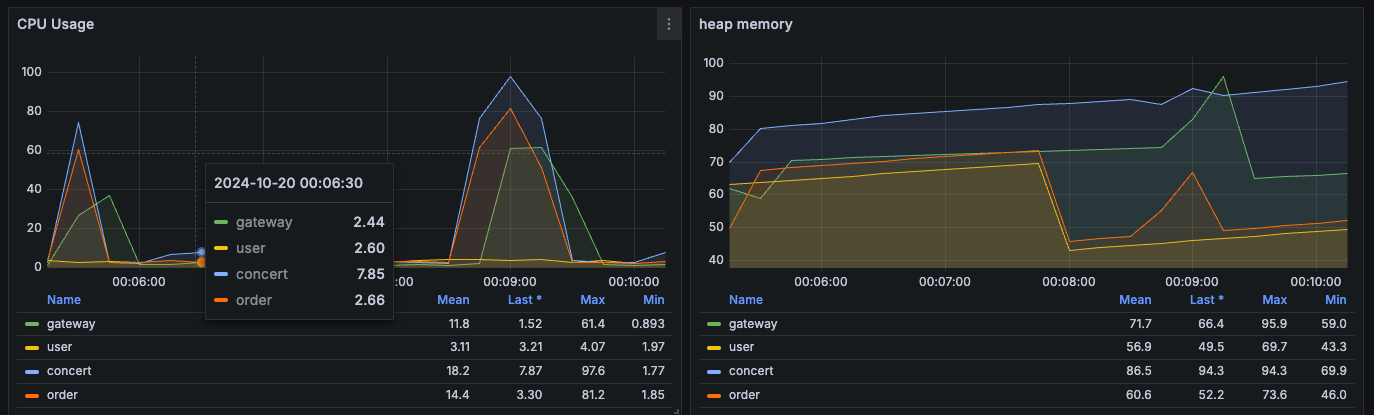 CPU Usage
100
80
60
40
20
0
00:06:00
:00
00:09:00
00:10:00
2024-10-20 00:06:30
gateway 2.44
user 2.60
concert 7.85
order 2.66
Name Mean Last * Max Min
gateway 11.8 1.52 61.4 0.893
user 3.11 3.21 4.07 1.97
concert 18.2 7.87 97.6 1.77
order 14.4 3.30 81.2 1.85
heap memory
100
90
80
70
60
50
40
00:06:00 00:07:00 00:08:00 00:09:00 00:10:00
Name Mean Last * Max Min
gateway 71.7 66.4 95.9 59.0
user 56.9 49.5 69.7 43.3
concert 86.5 94.3 94.3 69.9
order 60.6 52.2 73.6 46.0